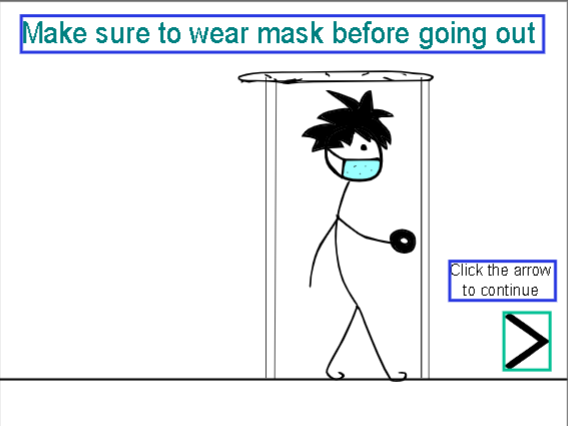 Make sure to wear mask before going out
Click the arrow
to continue